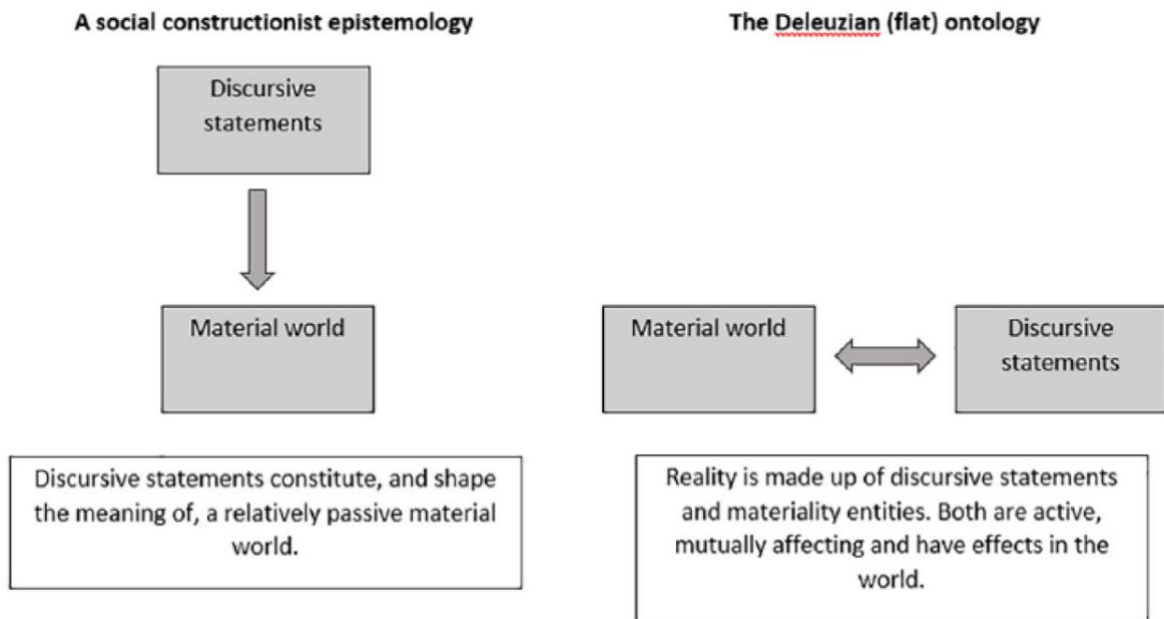 A social constructionist epistemology
Discursive
statements
Material world
Discursive statements constitute, and shape
the meaning of, a relatively passive material
world.
The Deleuzian (flat) ontology
Material world
Discursive
statements
Reality is made up of discursive statements
and materiality entities. Both are active,
mutually affecting and have effects in the
world.